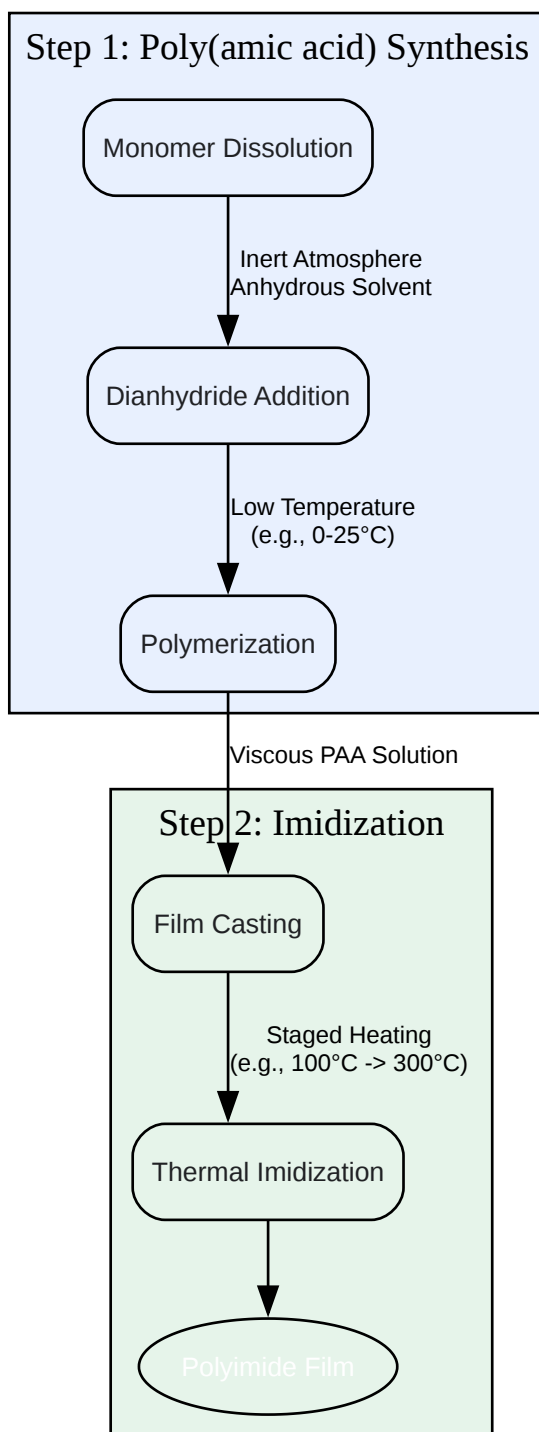 Step 1: Poly(amic acid) Synthesis
Monomer Dissolution
Inert Atmosphere
Anhydrous Solvent
Dianhydride Addition
Low Temperature
(e.g., 0-25°C)
Polymerization
Viscous PAA Solution
Step 2: Imidization
Film Casting
Staged Heating
(e.g., 100°C -> 300°C)
Thermal Imidization
Polyimide Film